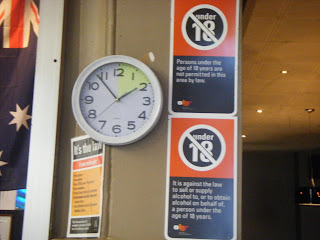 under
18
Persons under the
age of 18 years are
not permitted in this
area by law.
12
1
2
3
4
5
6
7
8
9
10
11
It's the law
under
18
It is against the law
to sell or supply
alcohol to, or to obtain
alcohol on behalf of,
a person under the
age of 18 years.